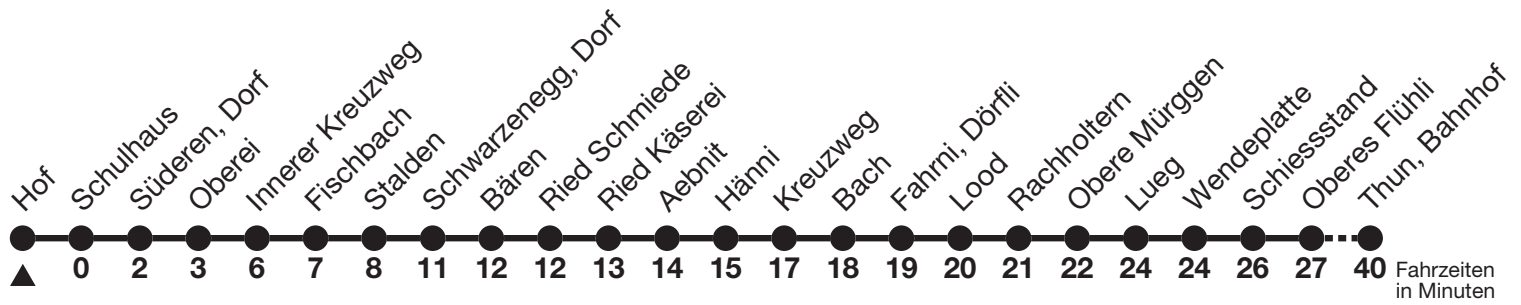 Hof
Schulhaus
Süderen, Dorf
Oberei
Innerer Kreuzweg
Fischbach
Stalden
Schwarzenegg, Dorf
Bären
Ried Schmiede
Ried Käserei
Aebnit
Hänni
Kreuzweg
Bach
Fahrni, Dörfli
Lood
Rachholtern
Obere Mürggen
Lueg
Wendeplatte
Schiessstand
Oberes Flühli
Thun, Bahnhof
0 2 3 6 7 8 11 12 12 13 14 15 17 18 19 20 21 22 24 24 26 27 40 Fahrzeiten
in Minuten